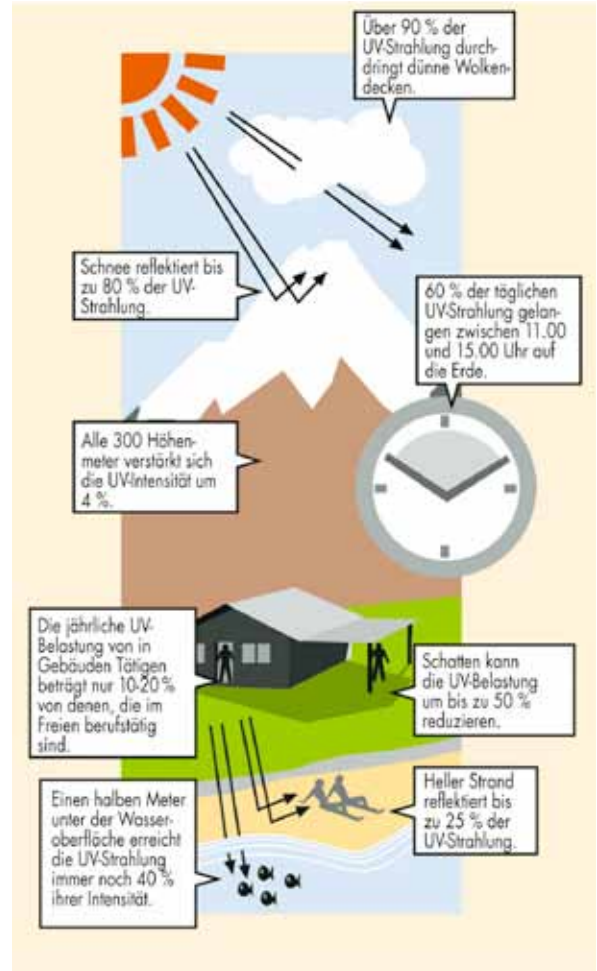 Über 90 % der
UV-Strahlung durch-
dringt dünne Wolken-
decken.
Schnee reflektiert bis
zu 80 % der UV-
Strahlung.
60 % der täglichen
UV-Strahlung gelan-
gen zwischen 11.00
und 15.00 Uhr auf
die Erde.
Alle 300 Höhen-
meter verstärkt sich
die UV-Intensität um
4 %.
Die jährliche UV-
Belastung von in
Gebäuden Tätigen
beträgt nur 10-20 %
von denen, die im
Freien berufstätig
sind.
Schatten kann
die UV-Belastung
um bis zu 50 %
reduzieren.
Einen halben Meter
unter der Wasser-
oberfläche erreicht
die UV-Strahlung
immer noch 40 %
ihrer Intensität.
Heller Strand
reflektiert bis
zu 25 % der
UV-Strahlung.